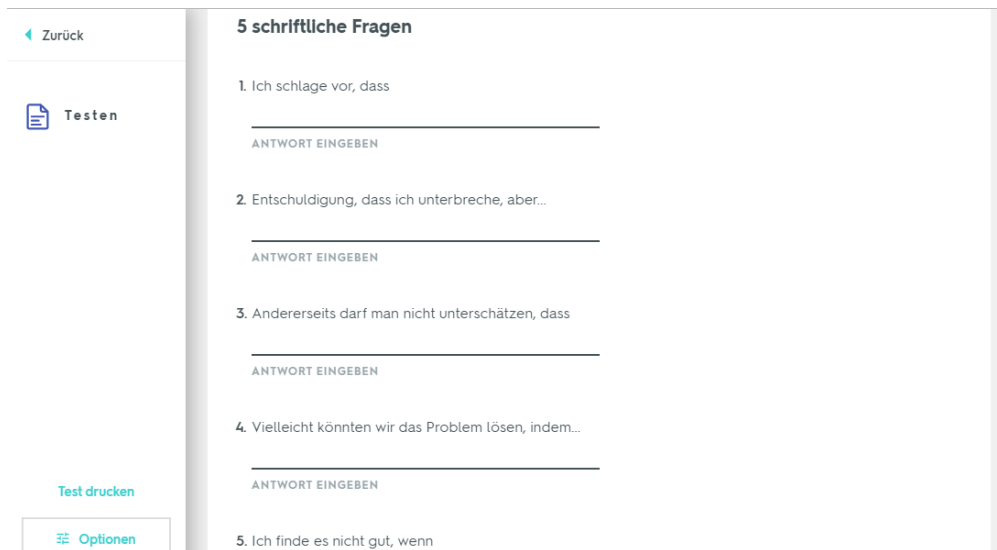 Zurück
Testen
Test drucken
Optionen
5 schriftliche Fragen
1. Ich schlage vor, dass
ANTWORT EINGEBEN
2. Entschuldigung, dass ich unterbreche, aber...
ANTWORT EINGEBEN
3. Andererseits darf man nicht unterschätzen, dass
ANTWORT EINGEBEN
4. Vielleicht könnten wir das Problem lösen, indem...
ANTWORT EINGEBEN
5. Ich finde es nicht gut, wenn